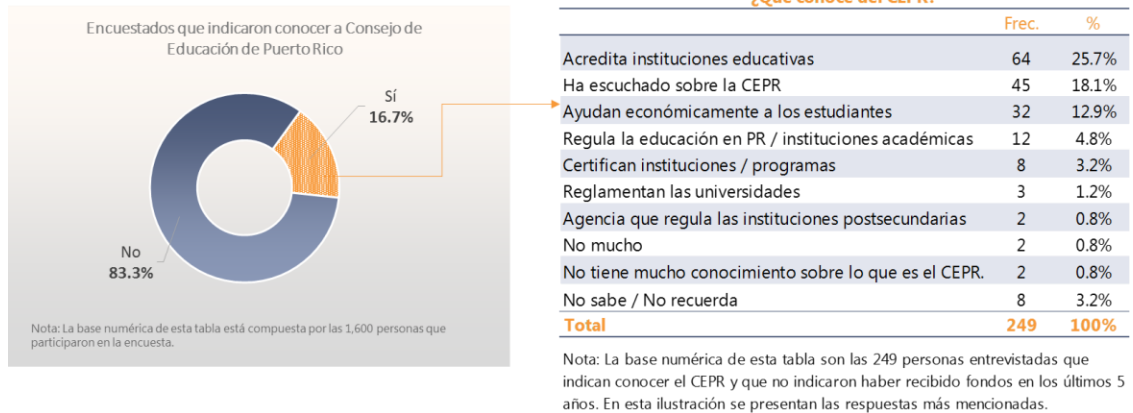 Encuestados que indicaron conocer a Consejo de
Educación de Puerto Rico
Sí
16.7%
No
83.3%
Nota: La base numérica de esta tabla está compuesta por las 1,600 personas que
participaron en la encuesta.
¿Qué conoce del CEPR?
Frec. %
Acredita instituciones educativas 64 25.7%
Ha escuchado sobre la CEPR 45 18.1%
Ayudan económicamente a los estudiantes 32 12.9%
Regula la educación en PR / instituciones académicas 12 4.8%
Certifican instituciones / programas 8 3.2%
Reglamentan las universidades 3 1.2%
Agencia que regula las instituciones postsecundarias 2 0.8%
No mucho 2 0.8%
No tiene mucho conocimiento sobre lo que es el CEPR. 2 0.8%
No sabe / No recuerda 8 3.2%
Total 249 100%
Nota: La base numérica de esta tabla son las 249 personas entrevistadas que
indican conocer el CEPR y que no indicaron haber recibido fondos en los últimos 5
años. En esta ilustración se presentan las respuestas más mencionadas.